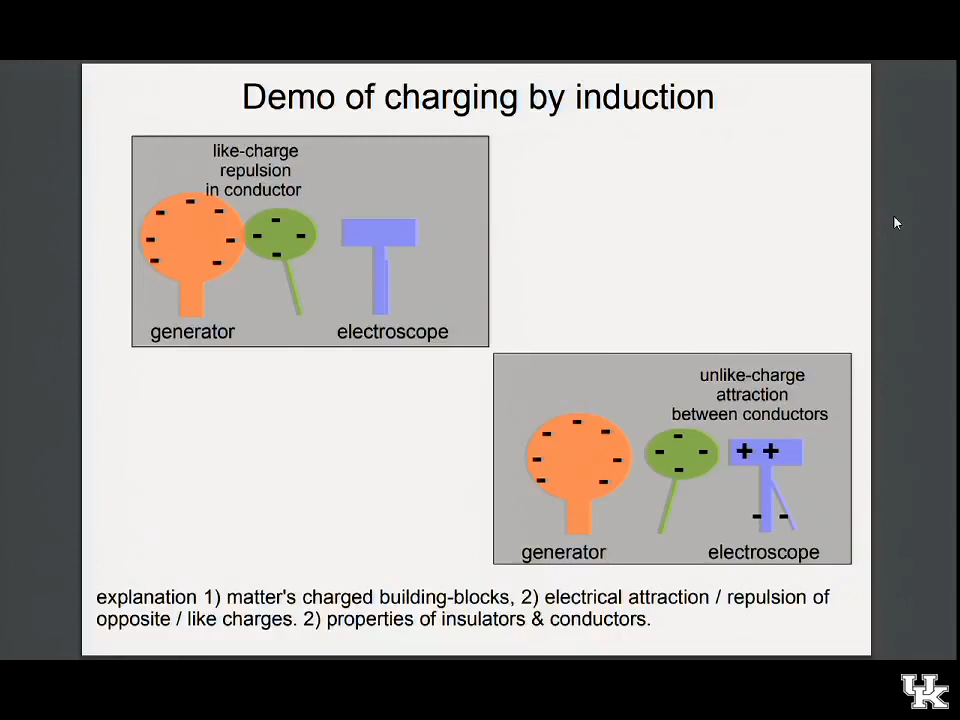 Demo of charging by induction
like-charge
repulsion
in conductor
- - - - - - - -
- - - -
generator
electroscope
unlike-charge
attraction
between conductors
- - - - - - -
- - - -
+ +
- -
generator
electroscope
explanation 1) matter's charged building-blocks, 2) electrical attraction / repulsion of
opposite / like charges. 2) properties of insulators & conductors.
UK